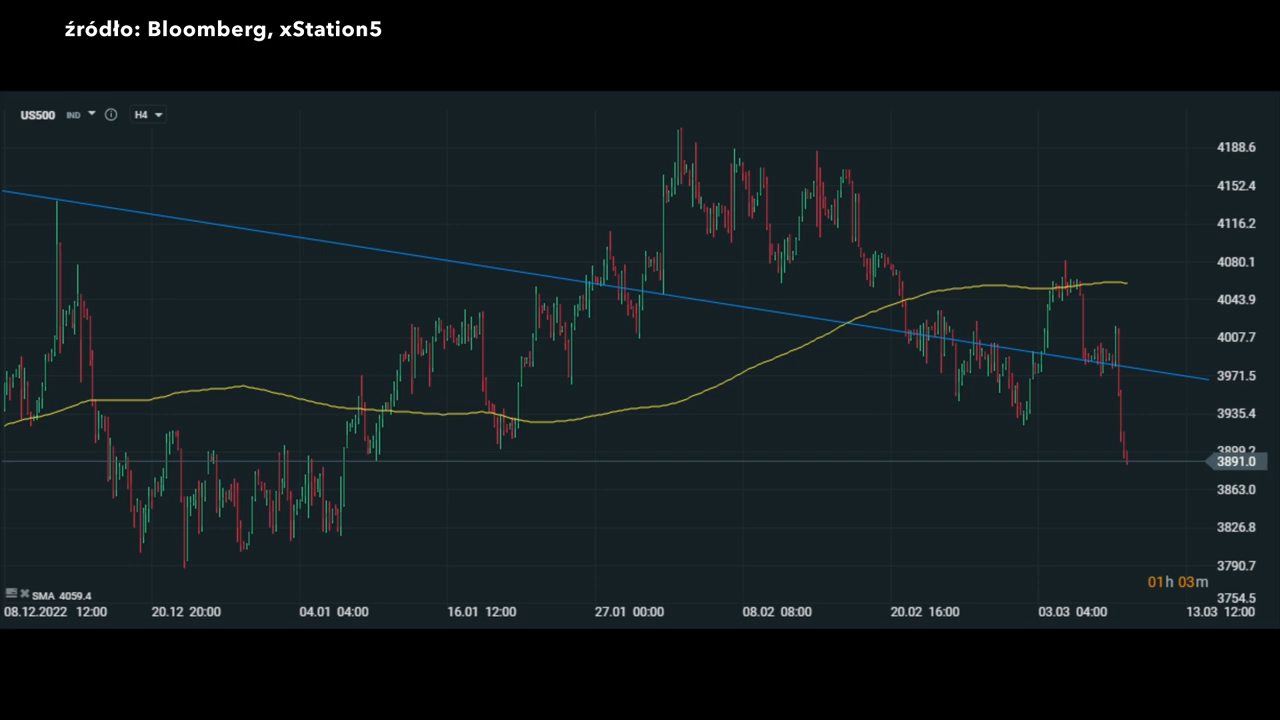 źródło: Bloomberg, xStation5
US500 IND H4
4188.6
4152.4
4116.2
4080.1
4043.9
4007.7
3971.5
3935.4
3899.2
3891.0
3863.0
3826.8
3790.7
01h 03m
3754.5
SMA 4059.4
08.12.2022 12:00 20.12 20:00 04.01 04:00 16.01 12:00 27.01 00:00 08.02 08:00 20.02 16:00 03.03 04:00 13.03 12:00